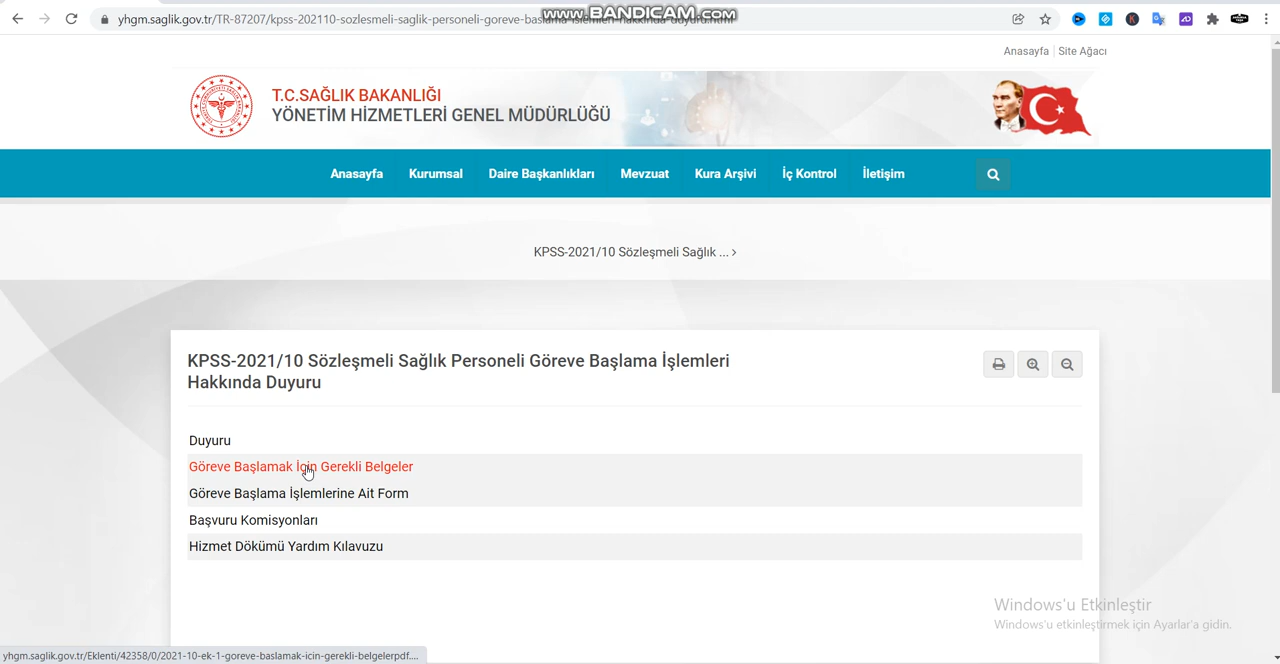 www.BANDICAM.com
yhgm.saglik.gov.tr/TR-87207/kpss-202110-sozlesmeli-saglik-personeli-goreve-baslama-islemleri-hakkinda-duyuru.html
Anasayfa | Site Ağacı
T.C.SAĞLIK BAKANLIĞI
YÖNETİM HİZMETLERİ GENEL MÜDÜRLÜĞÜ
Anasayfa Kurumsal Daire Başkanlıkları Mevzuat Kura Arşivi İç Kontrol İletişim
KPSS-2021/10 Sözleşmeli Sağlık ... ›
KPSS-2021/10 Sözleşmeli Sağlık Personeli Göreve Başlama İşlemleri
Hakkında Duyuru
Duyuru
Göreve Başlamak İçin Gerekli Belgeler
Göreve Başlama İşlemlerine Ait Form
Başvuru Komisyonları
Hizmet Dökümü Yardım Kılavuzu
Windows'u Etkinleştir
Windows'u etkinleştirmek için Ayarlar'a gidin.
yhgm.saglik.gov.tr/Eklenti/42358/0/2021-10-ek-1-goreve-baslamak-icin-gerekli-belgelerpdf....